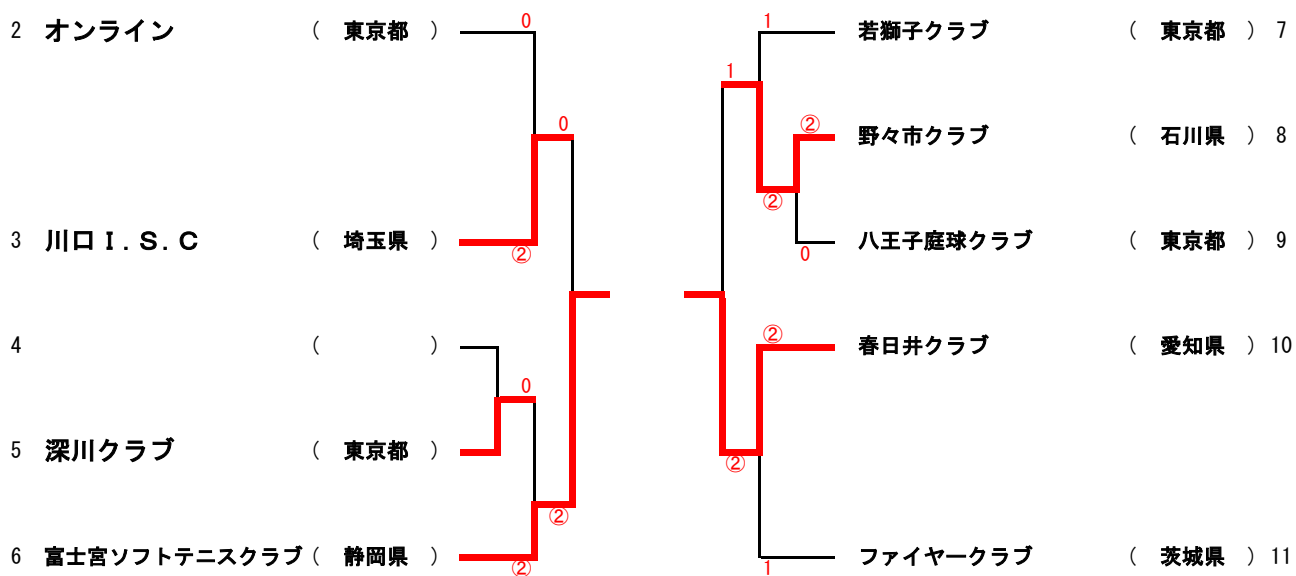 0
1
2 オンライン ( 東京都 )
若獅子クラブ ( 東京都 ) 7
1
0
②
野々市クラブ ( 石川県 ) 8
②
3 川口Ｉ.Ｓ.Ｃ ( 埼玉県 )
②
八王子庭球クラブ ( 東京都 ) 9
0
②
4 ( )
春日井クラブ ( 愛知県 ) 10
0
5 深川クラブ ( 東京都 )
②
②
6 富士宮ソフトテニスクラブ ( 静岡県 )
②
ファイヤークラブ ( 茨城県 ) 11
1